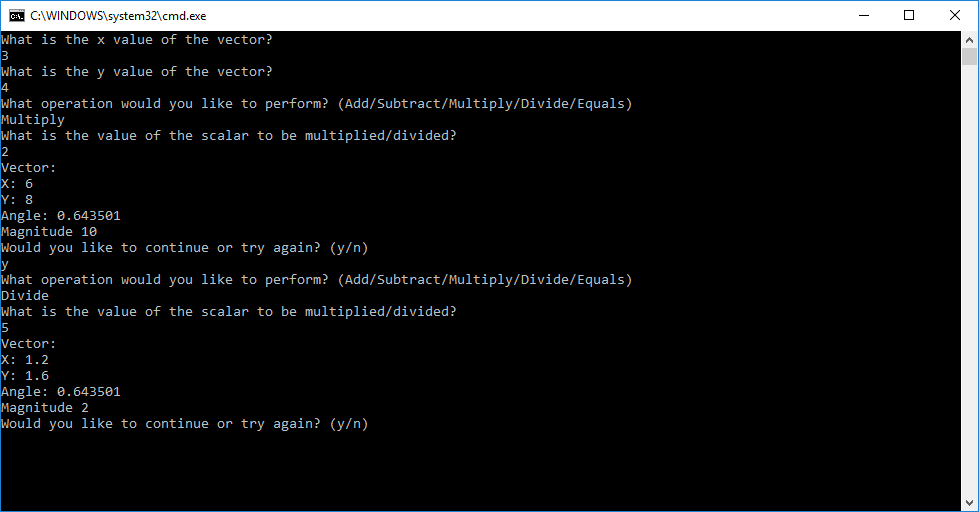 C:\WINDOWS\system32\cmd.exe
What is the x value of the vector?
3
What is the y value of the vector?
4
What operation would you like to perform? (Add/Subtract/Multiply/Divide/Equals)
Multiply
What is the value of the scalar to be multiplied/divided?
2
Vector:
X: 6
Y: 8
Angle: 0.643501
Magnitude 10
Would you like to continue or try again? (y/n)
y
What operation would you like to perform? (Add/Subtract/Multiply/Divide/Equals)
Divide
What is the value of the scalar to be multiplied/divided?
5
Vector:
X: 1.2
Y: 1.6
Angle: 0.643501
Magnitude 2
Would you like to continue or try again? (y/n)